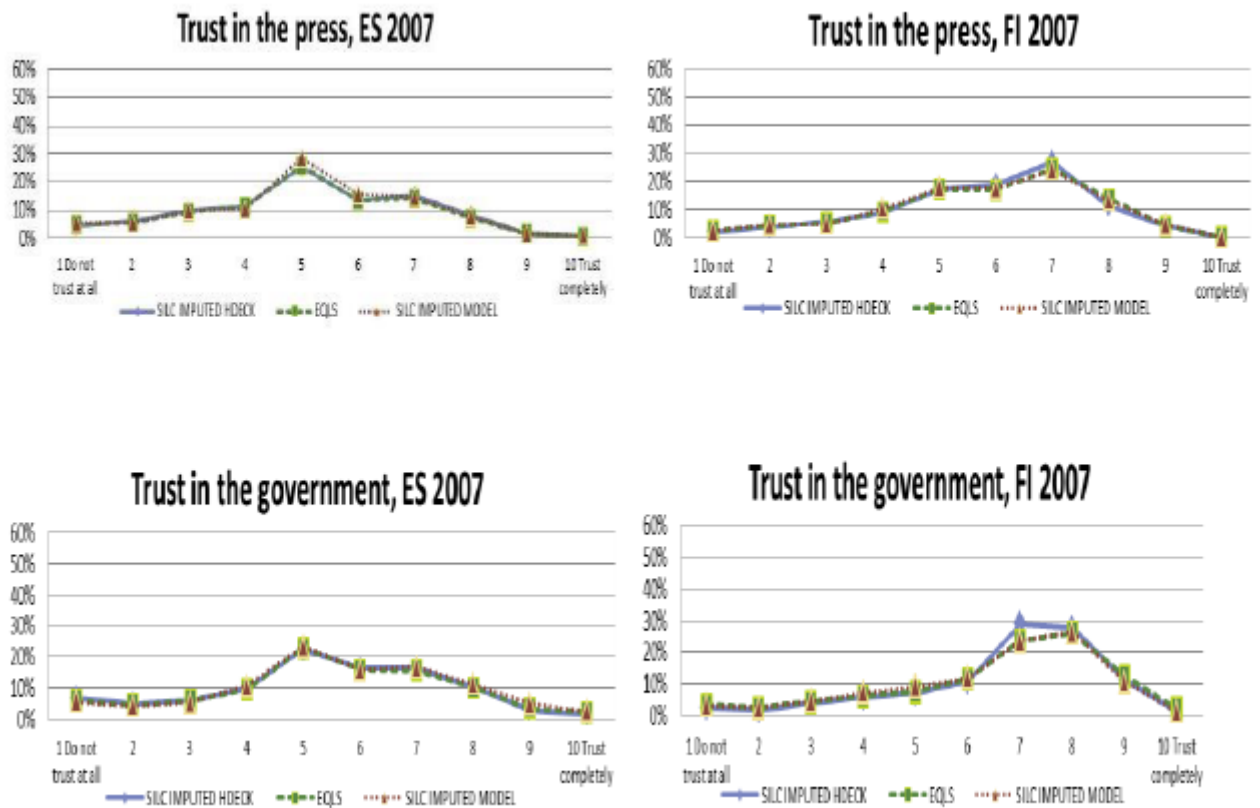 Trust in the press, ES 2007
60%
50%
40%
30%
20%
10%
0%
1 Do not trust at all
2
3
4
5
6
7
8
9
10 Trust completely
SILC IMPUTED HDECK
EQLS
SILC IMPUTED MODEL
Trust in the press, FI 2007
60%
50%
40%
30%
20%
10%
0%
1 Do not trust at all
2
3
4
5
6
7
8
9
10 Trust completely
SILC IMPUTED HDECK
EQLS
SILC IMPUTED MODEL
Trust in the government, ES 2007
60%
50%
40%
30%
20%
10%
0%
1 Do not trust at all
2
3
4
5
6
7
8
9
10 Trust completely
SILC IMPUTED HDECK
EQLS
SILC IMPUTED MODEL
Trust in the government, FI 2007
60%
50%
40%
30%
20%
10%
0%
1 Do not trust at all
2
3
4
5
6
7
8
9
10 Trust completely
SILC IMPUTED HDECK
EQLS
SILC IMPUTED MODEL